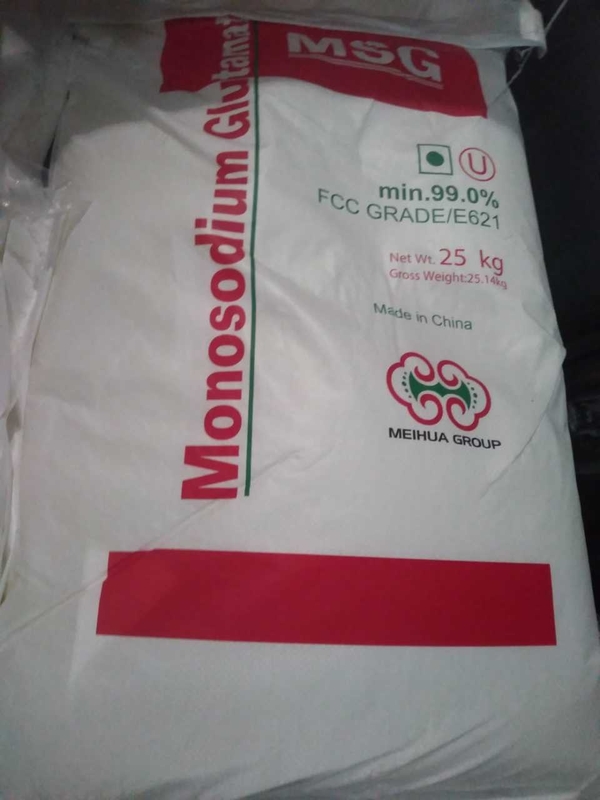 MSG
Monosodium Glutamat
U
min.99.0%
FCC GRADE/E621
Net Wt. 25 kg
Gross Weight:25.14kg
Made in China
MEIHUA GROUP